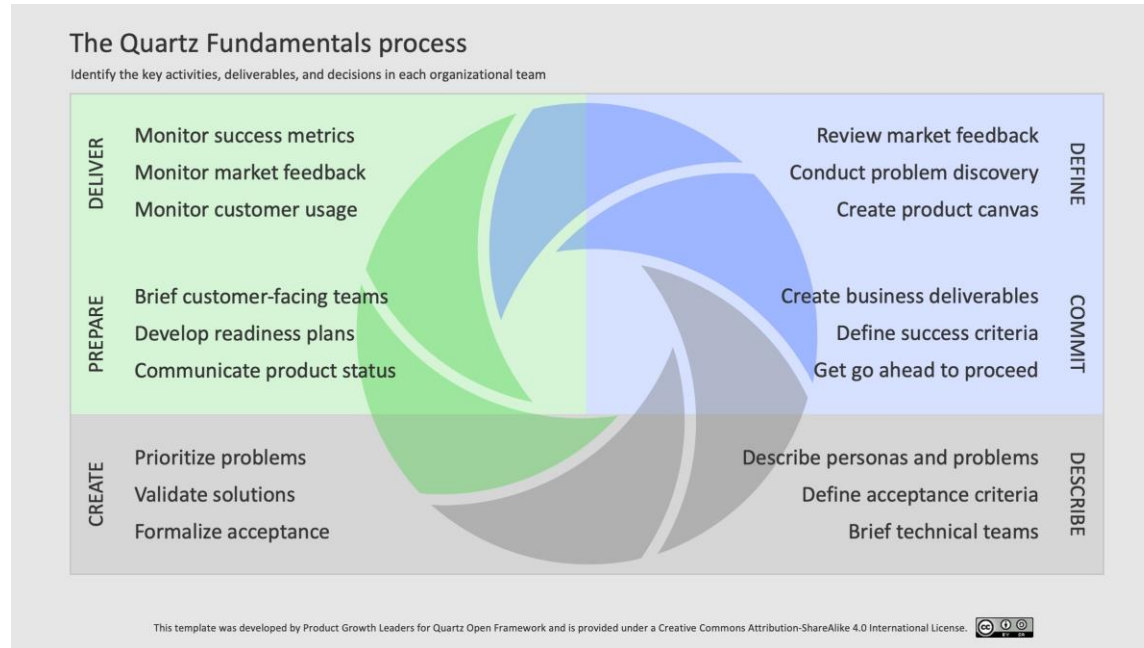 The Quartz Fundamentals process
Identify the key activities, deliverables, and decisions in each organizational team
DELIVER
Monitor success metrics
Monitor market feedback
Monitor customer usage
Review market feedback
Conduct problem discovery
Create product canvas
DEFINE
PREPARE
Brief customer-facing teams
Develop readiness plans
Communicate product status
Create business deliverables
Define success criteria
Get go ahead to proceed
COMMIT
CREATE
Prioritize problems
Validate solutions
Formalize acceptance
Describe personas and problems
Define acceptance criteria
Brief technical teams
DESCRIBE
This template was developed by Product Growth Leaders for Quartz Open Framework and is provided under a Creative Commons Attribution-ShareAlike 4.0 International License.
cc
BY SA